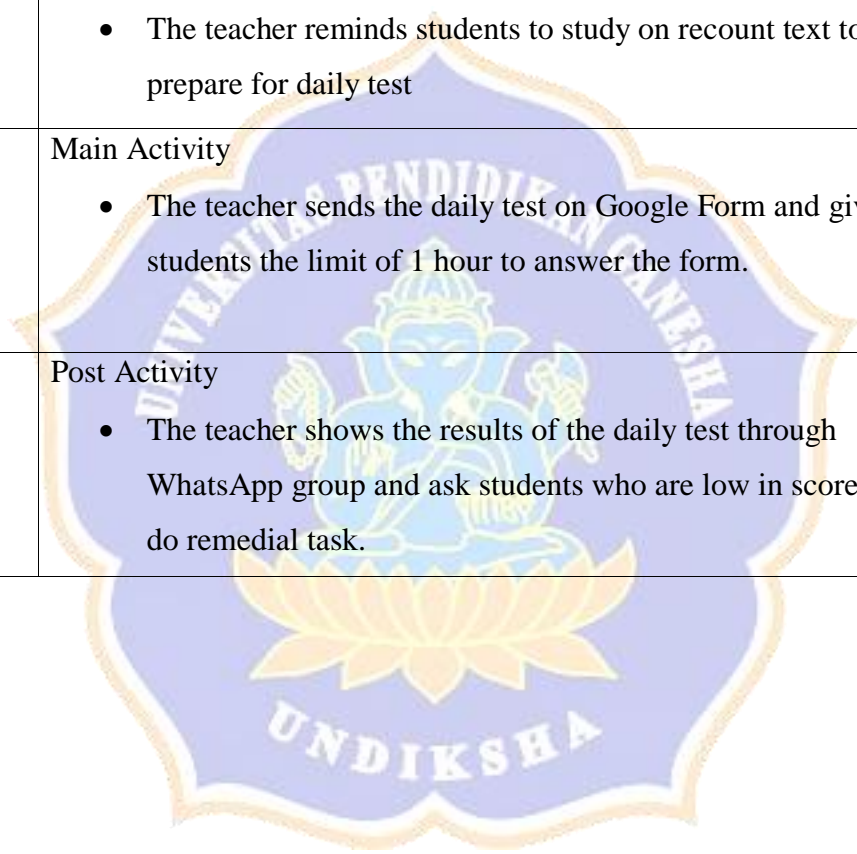 • The teacher reminds students to study on recount text to
prepare for daily test
Main Activity
• The teacher sends the daily test on Google Form and
students the limit of 1 hour to answer the form.
Post Activity
• The teacher shows the results of the daily test through
WhatsApp group and ask students who are low in score
do remedial task.
UNIVERSITAS PENDIDIKAN GANESHA
UNDIKSHA